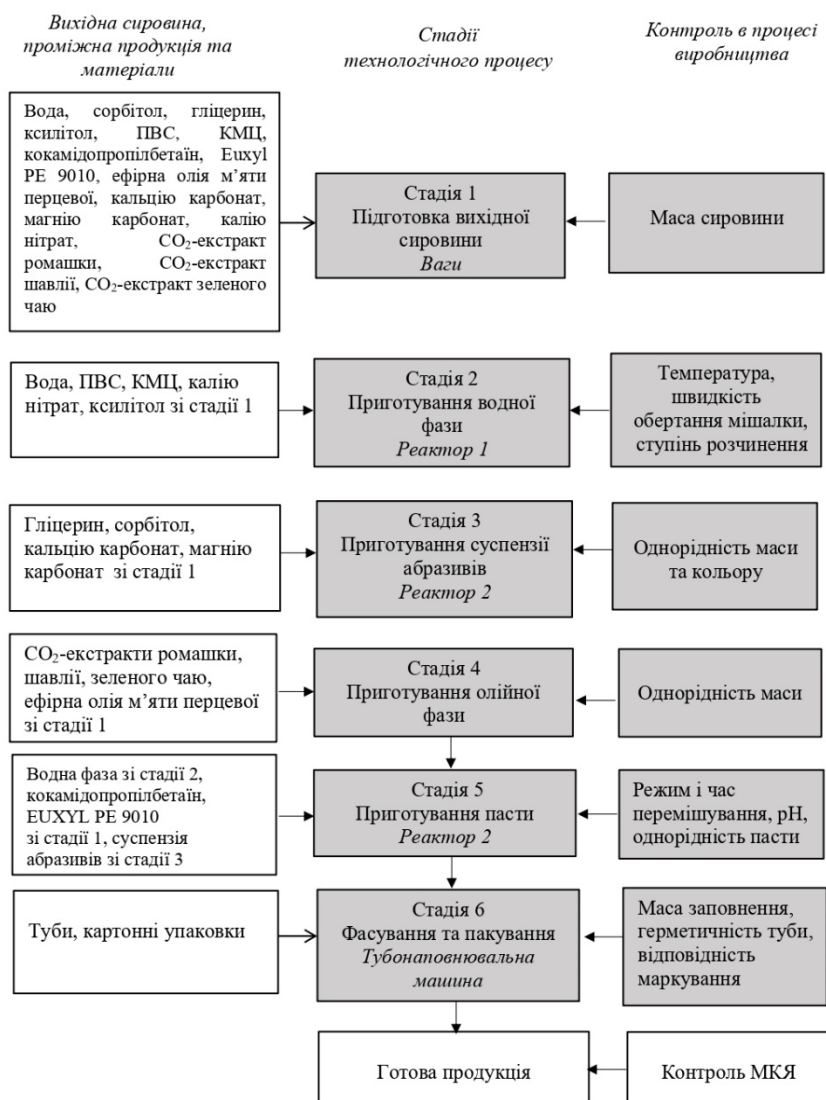 Вихідна сировина,
проміжна продукція та
матеріали
Стадії
технологічного процесу
Контроль в процесі
виробництва
Вода, сорбітол, гліцерин,
ксилітол, ПВС, КМЦ,
кокамідопропілбетаїн, Euxyl
PE 9010, ефірна олія м’яти
перцевої, кальцію карбонат,
магнію карбонат, калію
нітрат, CO₂-екстракт
ромашки, CO₂-екстракт
шавлії, CO₂-екстракт зеленого
чаю
Стадія 1
Підготовка вихідної
сировини
Ваги
Маса сировини
Вода, ПВС, КМЦ, калію
нітрат, ксилітол зі стадії 1
Стадія 2
Приготування водної
фази
Реактор 1
Температура,
швидкість
обертання мішалки,
ступінь розчинення
Гліцерин, сорбітол,
кальцію карбонат, магнію
карбонат зі стадії 1
Стадія 3
Приготування суспензії
абразивів
Реактор 2
Однорідність маси
та кольору
CO₂-екстракти ромашки,
шавлії, зеленого чаю,
ефірна олія м’яти перцевої
зі стадії 1
Стадія 4
Приготування олійної
фази
Однорідність маси
Водна фаза зі стадії 2,
кокамідопропілбетаїн,
EUXYL PE 9010
зі стадії 1, суспензія
абразивів зі стадії 3
Стадія 5
Приготування пасти
Реактор 2
Режим і час
перемішування, pH,
однорідність пасти
Туби, картонні упаковки
Стадія 6
Фасування та пакування
Тубонаповнювальна
машина
Маса заповнення,
герметичність туби,
відповідність
маркування
Готова продукція
Контроль МКЯ